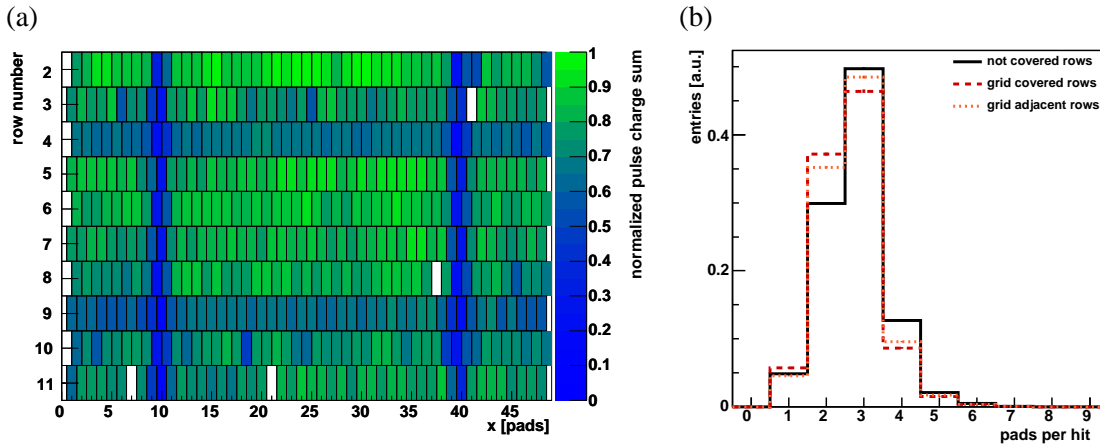 (a)
(b)
row number
2
3
4
5
6
7
8
9
10
11
0 5 10 15 20 25 30 35 40 45
x [pads]
1
0.9
0.8
0.7
0.6
0.5
0.4
0.3
0.2
0.1
0
normalized pulse charge sum
entries [a.u.]
0.4
0.2
0
not covered rows
grid covered rows
grid adjacent rows
0 1 2 3 4 5 6 7 8 9
pads per hit